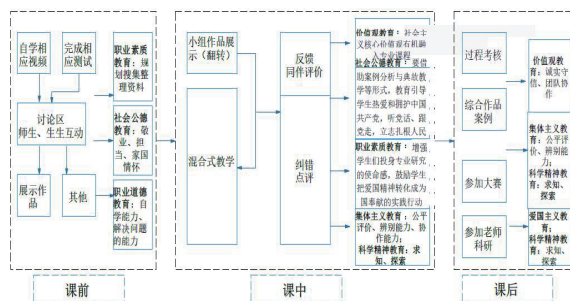 自学相
应视频
完成相
应测试
讨论区
师生、生生互动
展示作
品
其他
职业素质
教育：规
划搜集整
理资料
社会公德
教育：敬
业、担
当、家国
情怀
职业道德
教育：自
学能力、
解决问题
的能力
课前
小组作品展
示（翻转）
混合式教学
反馈
同伴评价
纠错
点评
价值观教育：社会主
义核心价值观有机融
入专业课程
社会公德教育：要借
助案例分析与典故教
学等形式，教育引导学
生热爱和拥护中国
共产党，听党话、跟
党走，立志扎根人民
职业素质教育：增强
学生们投身专业研究
的使命感，鼓励学生
把爱国精神转化成为
国奉献的实践行动
集体主义教育：公平
评价、辨别能力、协
作能力；
科学精神教育：求
知、探索
课中
过程考核
综合作品
案例
参加大赛
参加老师
科研
价值观教
育：诚实守
信、团队协
作
集体主义教
育：公平评
价、辨别能
力；
科学精神教
育：求知、
探索
爱国主义教
育；
科学精神教
育：求知、
探索
课后